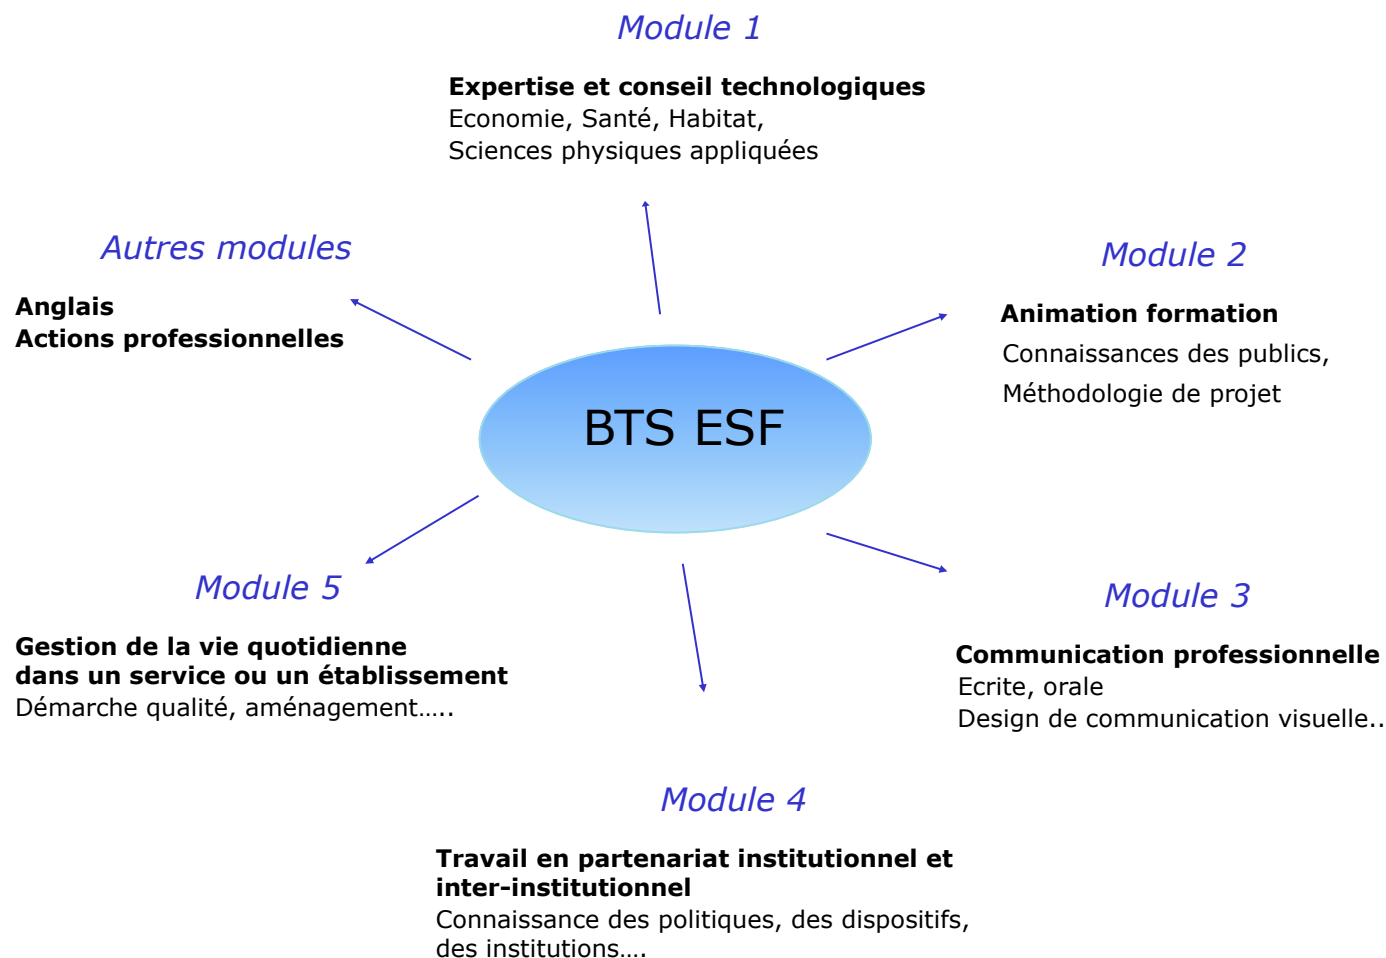 Module 1
Expertise et conseil technologiques
Economie, Santé, Habitat,
Sciences physiques appliquées
Autres modules
Anglais
Actions professionnelles
Module 2
Animation formation
Connaissances des publics,
Méthodologie de projet
BTS ESF
Module 5
Gestion de la vie quotidienne
dans un service ou un établissement
Démarche qualité, aménagement…..
Module 3
Communication professionnelle
Ecrite, orale
Design de communication visuelle..
Module 4
Travail en partenariat institutionnel et
inter-institutionnel
Connaissance des politiques, des dispositifs,
des institutions….